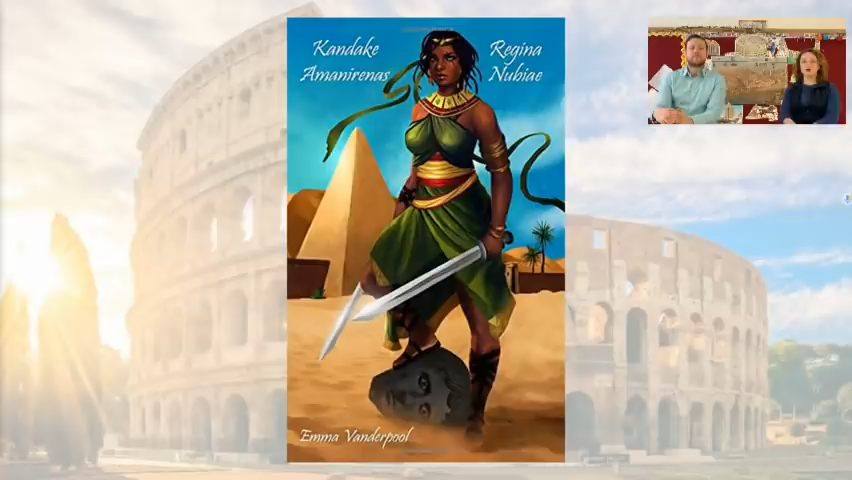 Kandake
Amanirenas
Regina
Nubiae
Emma Vanderpool